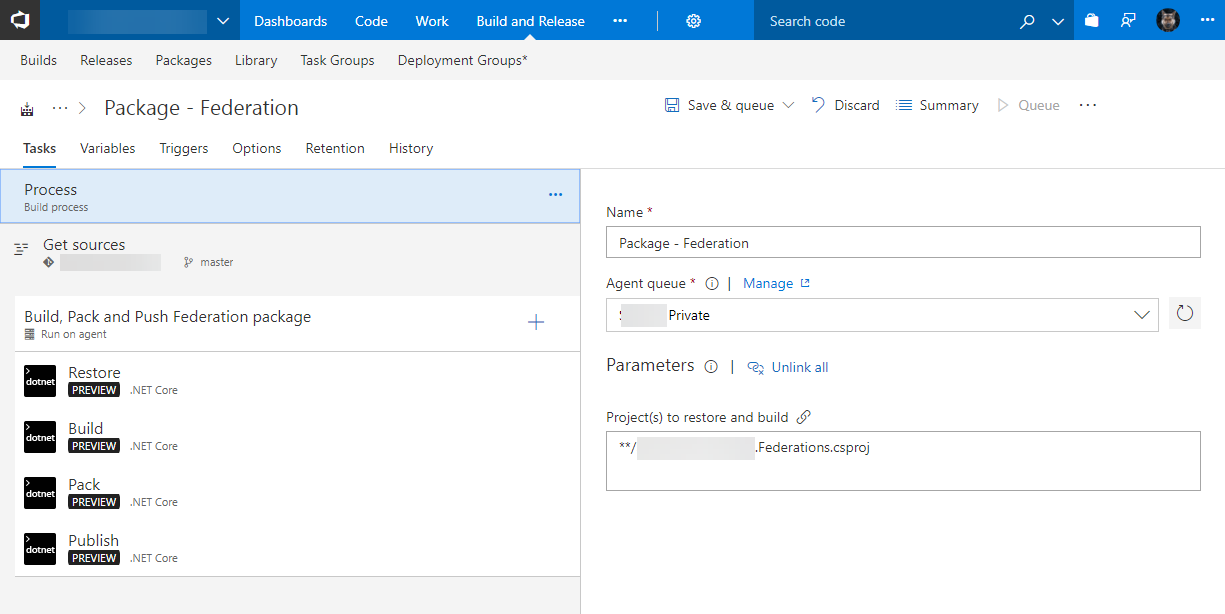 Dashboards Code Work Build and Release ··· Search code ···
Builds Releases Packages Library Task Groups Deployment Groups*
··· > Package - Federation Save & queue Discard Summary Queue ···
Tasks Variables Triggers Options Retention History
Process ···
Build process
Get sources
master
Build, Pack and Push Federation package
Run on agent
dotnet Restore
PREVIEW .NET Core
dotnet Build
PREVIEW .NET Core
dotnet Pack
PREVIEW .NET Core
dotnet Publish
PREVIEW .NET Core
Name *
Package - Federation
Agent queue * | Manage
Private
Parameters | Unlink all
Project(s) to restore and build
**/ .Federations.csproj